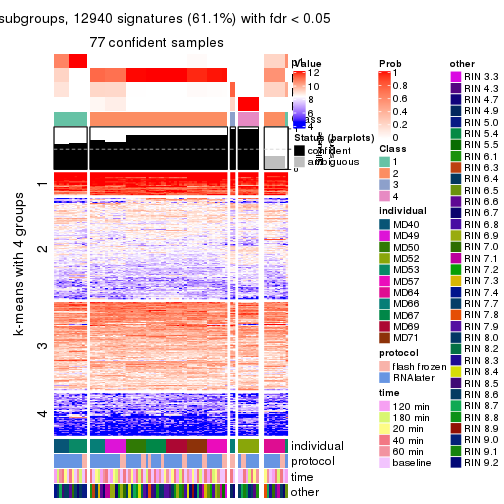 subgroups, 12940 signatures (61.1%) with fdr < 0.05
77 confident samples
k-means with 4 groups
1
2
3
4
individual
protocol
time
other
Value
12
10
8
6
4
Status (barplots)
confident
ambiguous
Prob
1
0.8
0.6
0.4
0.2
0
Class
1
2
3
4
individual
MD40
MD49
MD50
MD52
MD53
MD57
MD64
MD66
MD67
MD69
MD71
protocol
flash frozen
RNAlater
time
120 min
180 min
20 min
40 min
60 min
baseline
other
RIN 3.3
RIN 4.3
RIN 4.7
RIN 4.9
RIN 5.0
RIN 5.4
RIN 5.5
RIN 6.1
RIN 6.3
RIN 6.4
RIN 6.5
RIN 6.6
RIN 6.7
RIN 6.8
RIN 6.9
RIN 7.0
RIN 7.1
RIN 7.2
RIN 7.3
RIN 7.4
RIN 7.8
RIN 7.9
RIN 8.0
RIN 8.2
RIN 8.3
RIN 8.4
RIN 8.5
RIN 8.6
RIN 8.7
RIN 8.8
RIN 8.9
RIN 9.0
RIN 9.1
RIN 9.2